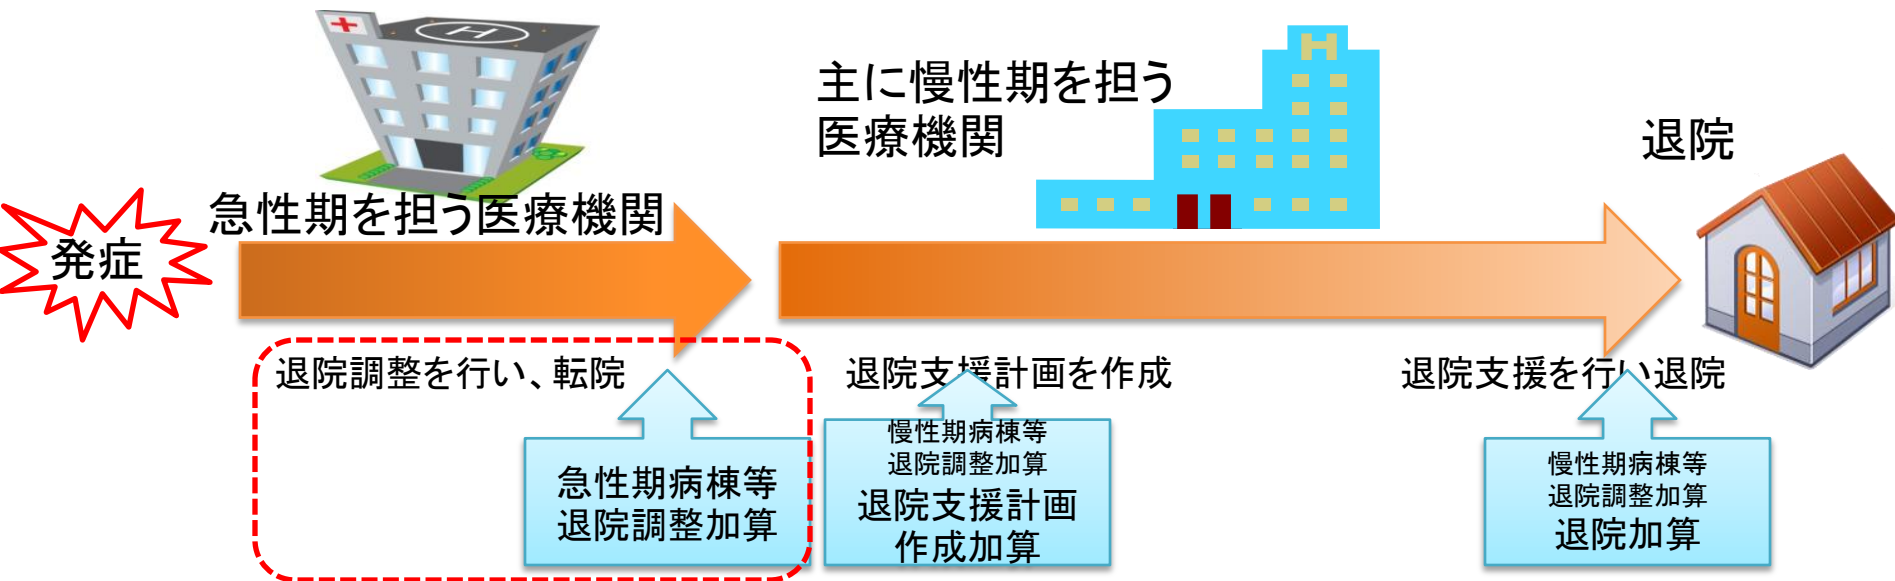 主に慢性期を担う
医療機関
退院
急性期を担う医療機関
発症
退院調整を行い、転院
退院支援計画を作成
退院支援を行い退院
急性期病棟等
退院調整加算
慢性期病棟等
退院調整加算
退院支援計画
作成加算
慢性期病棟等
退院調整加算
退院加算
H
H